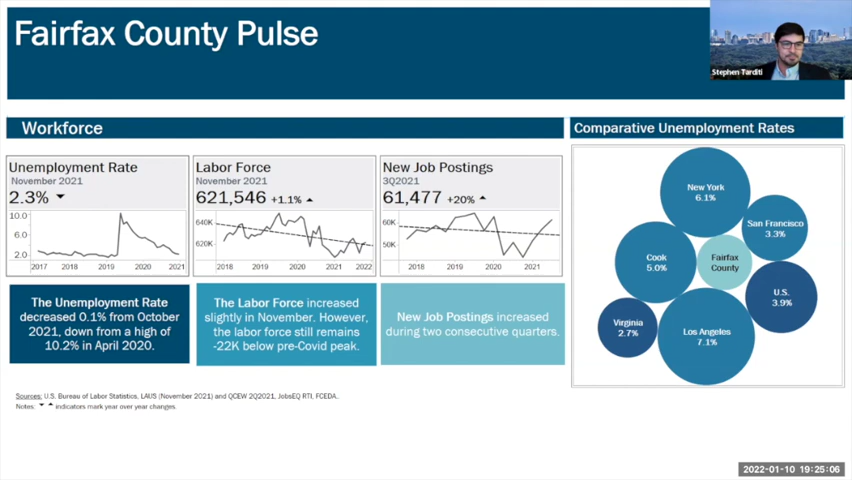 Fairfax County Pulse
Stephen Tarditi
Workforce
Unemployment Rate
November 2021
2.3%
10.0
6.0
2.0
2017 2018 2019 2020 2021
Labor Force
November 2021
621,546 +1.1%
640K
620K
2018 2019 2020 2021 2022
New Job Postings
3Q2021
61,477 +20%
60K
50K
2018 2019 2020 2021
The Unemployment Rate
decreased 0.1% from October
2021, down from a high of
10.2% in April 2020.
The Labor Force increased
slightly in November. However,
the labor force still remains
-22K below pre-Covid peak.
New Job Postings increased
during two consecutive quarters.
Comparative Unemployment Rates
New York
6.1%
San Francisco
3.3%
Cook
5.0%
Fairfax
County
U.S.
3.9%
Virginia
2.7%
Los Angeles
7.1%
Sources: U.S. Bureau of Labor Statistics, LAUS (November 2021) and QCEW 2Q2021, JobsEQ RTI, FCEDA.
Notes: indicators mark year over year changes.
2022-01-10 19:25:06